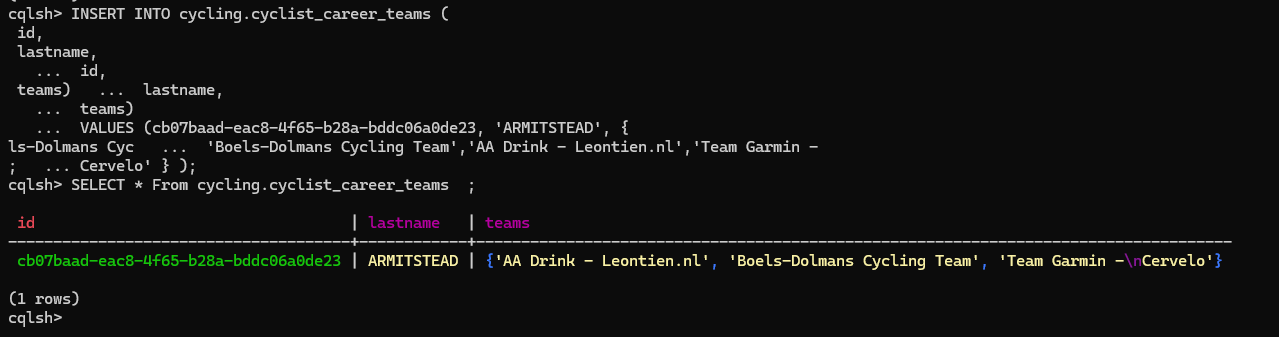 cqlsh> INSERT INTO cycling.cyclist_career_teams (
 id,
 lastname,
   ...  id,
 teams)   ...  lastname,
   ...  teams)
   ...  VALUES (cb07baad-eac8-4f65-b28a-bddc06a0de23, 'ARMITSTEAD', {
ls-Dolmans Cyc   ...  'Boels-Dolmans Cycling Team','AA Drink - Leontien.nl','Team Garmin -
;   ... Cervelo' } );
cqlsh> SELECT * From cycling.cyclist_career_teams  ;
 id                                   | lastname   | teams
--------------------------------------+------------+------------------------------------------------------------------------------------
 cb07baad-eac8-4f65-b28a-bddc06a0de23 | ARMITSTEAD | {'AA Drink - Leontien.nl', 'Boels-Dolmans Cycling Team', 'Team Garmin -\nCervelo'}
(1 rows)
cqlsh>